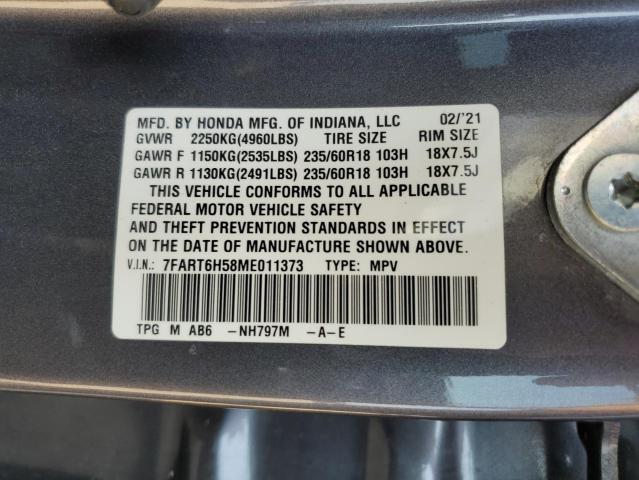 MFD. BY HONDA MFG. OF INDIANA, LLC 02/'21
GVWR 2250KG(4960LBS) TIRE SIZE RIM SIZE
GAWR F 1150KG(2535LBS) 235/60R18 103H 18X7.5J
GAWR R 1130KG(2491LBS) 235/60R18 103H 18X7.5J
THIS VEHICLE CONFORMS TO ALL APPLICABLE
FEDERAL MOTOR VEHICLE SAFETY
AND THEFT PREVENTION STANDARDS IN EFFECT
ON THE DATE OF MANUFACTURE SHOWN ABOVE.
V.I.N.: 7FART6H58ME011373 TYPE: MPV
TPG M AB6 -NH797M -A-E